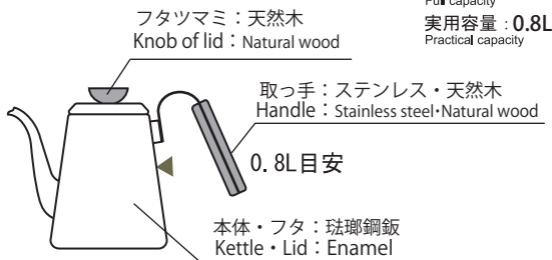 Full capacity
実用容量：0.8L
Practical capacity
フタツマミ：天然木
Knob of lid：Natural wood
取っ手：ステンレス・天然木
Handle：Stainless steel・Natural wood
0.8L目安
本体・フタ：琺瑯鋼鈑
Kettle・Lid：Enamel